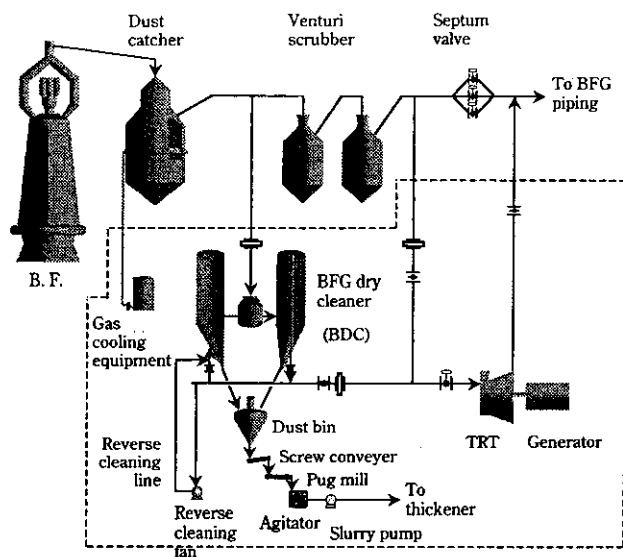 Dust
catcher
Venturi
scrubber
Septum
valve
To BFG
piping
B. F.
BFG dry
cleaner
(BDC)
Gas
cooling
equipment
Dust bin
TRT
Generator
Reverse
cleaning
line
Screw conveyer
Pug mill
To
thickener
Agitator
Reverse
cleaning
fan
Slurry pump